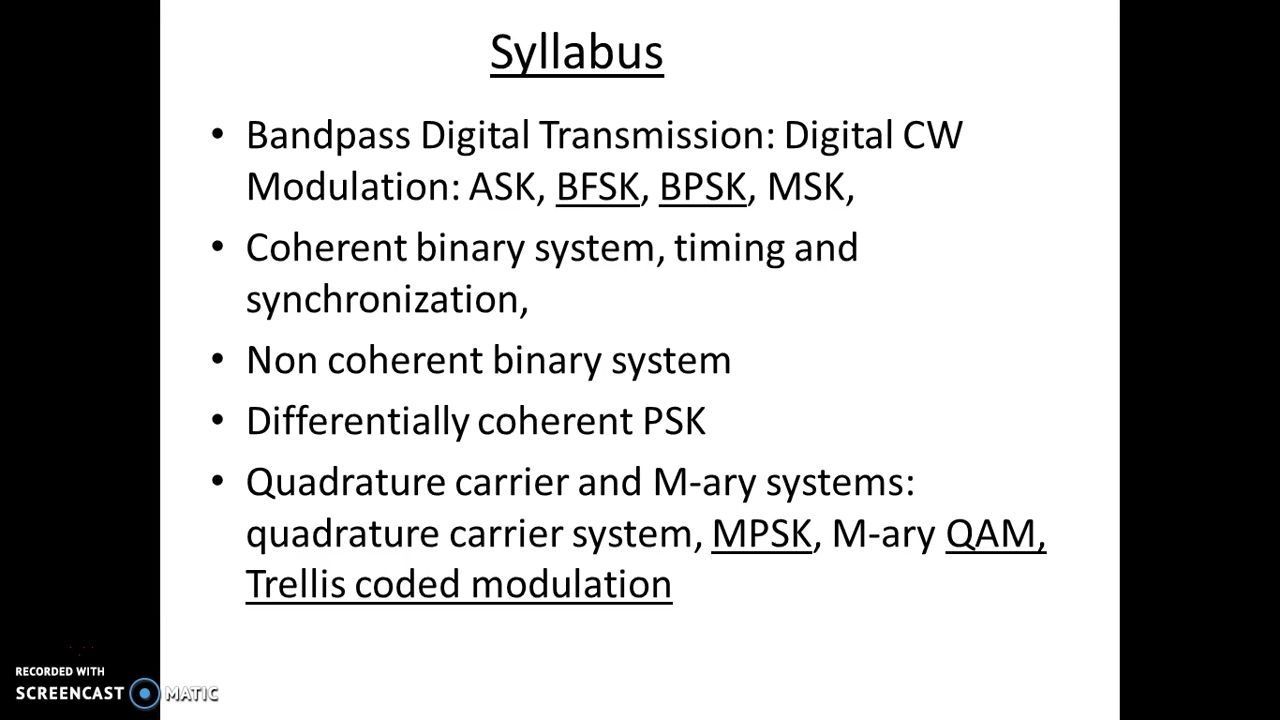 Syllabus
• Bandpass Digital Transmission: Digital CW
Modulation: ASK, BFSK, BPSK, MSK,
• Coherent binary system, timing and
synchronization,
• Non coherent binary system
• Differentially coherent PSK
• Quadrature carrier and M-ary systems:
quadrature carrier system, MPSK, M-ary QAM,
Trellis coded modulation
RECORDED WITH
SCREENCAST MATIC